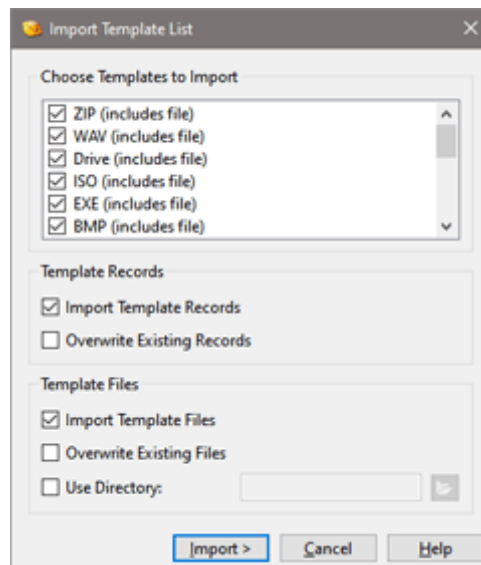 Import Template List
Choose Templates to Import
ZIP (includes file)
WAV (includes file)
Drive (includes file)
ISO (includes file)
EXE (includes file)
BMP (includes file)
Template Records
Import Template Records
Overwrite Existing Records
Template Files
Import Template Files
Overwrite Existing Files
Use Directory:
Import > Cancel Help